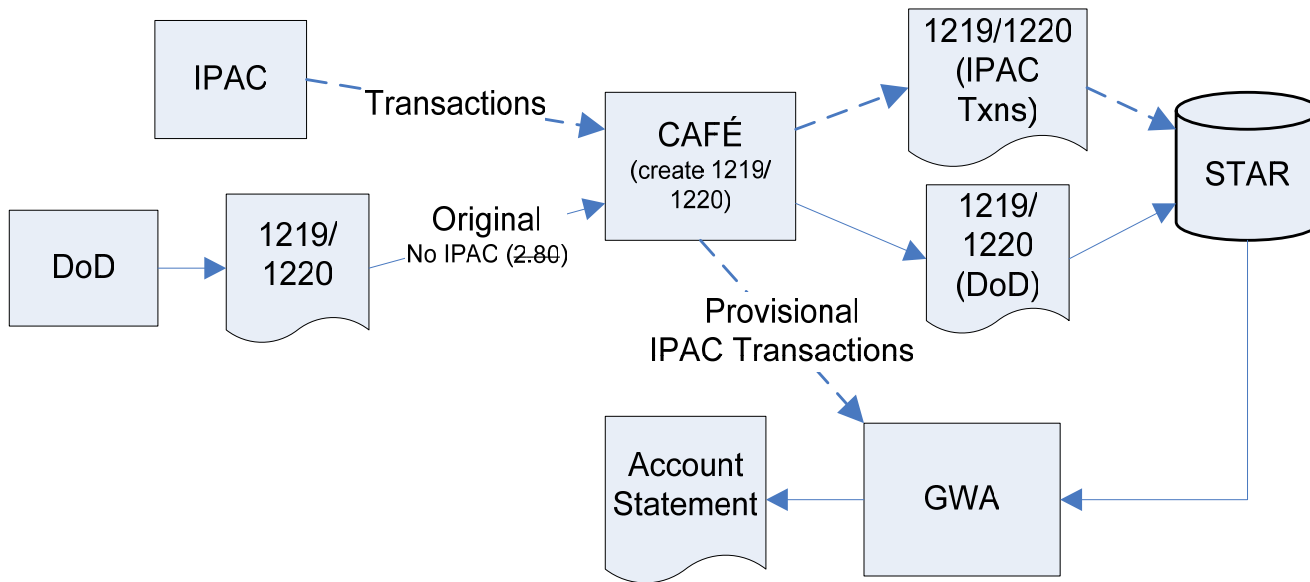 IPAC
Transactions
CAFÉ
(create 1219/
1220)
1219/1220
(IPAC
Txns)
STAR
DoD
1219/
1220
Original
No IPAC (2.80)
1219/
1220
(DoD)
Provisional
IPAC Transactions
Account
Statement
GWA